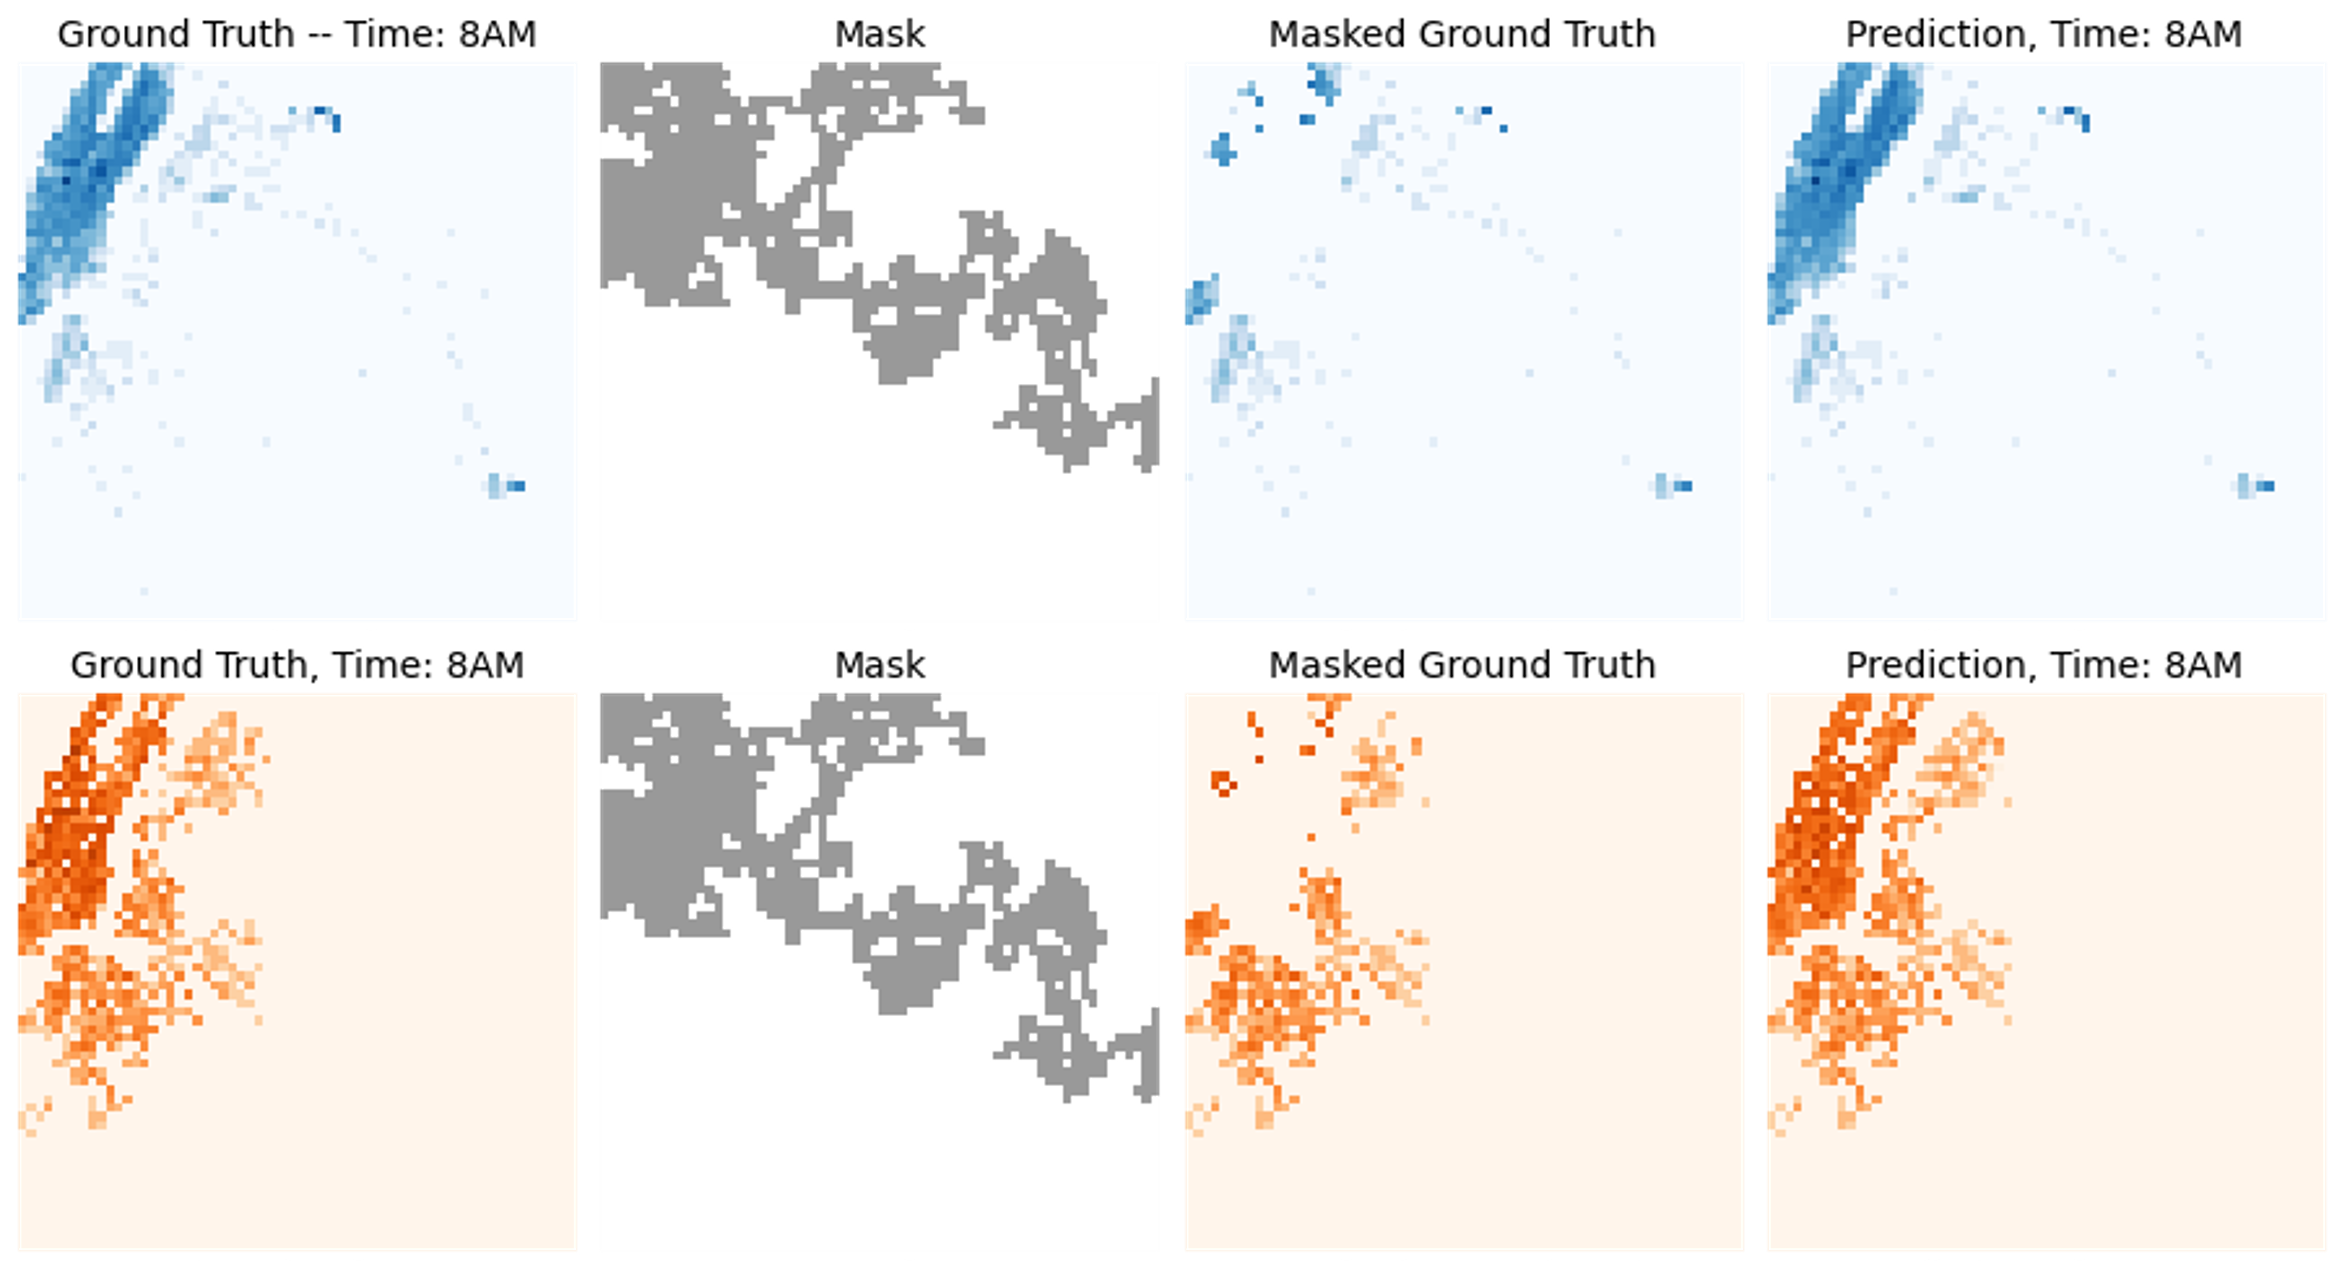 Ground Truth -- Time: 8AM
Mask
Masked Ground Truth
Prediction, Time: 8AM
Ground Truth, Time: 8AM
Mask
Masked Ground Truth
Prediction, Time: 8AM